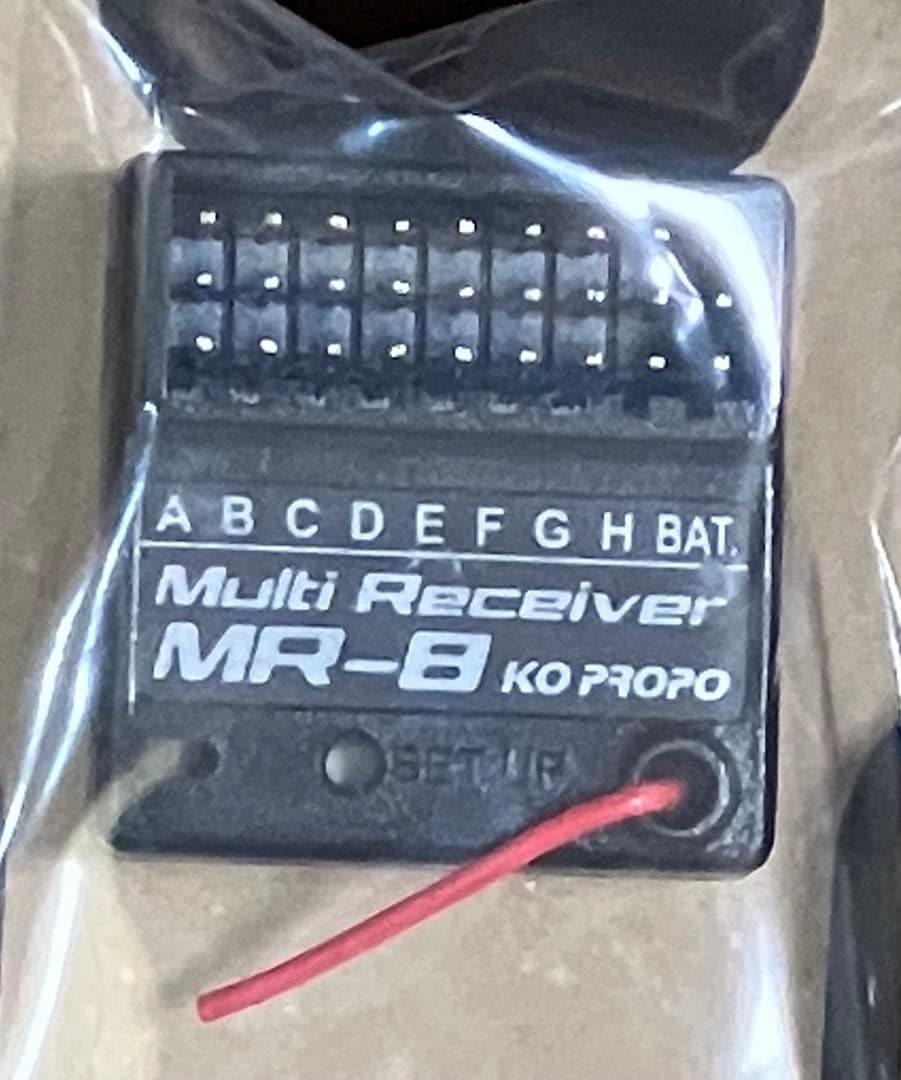 A B C D E F G H BAT.
Multi Receiver
MR-8 KO PROPO
SET UP